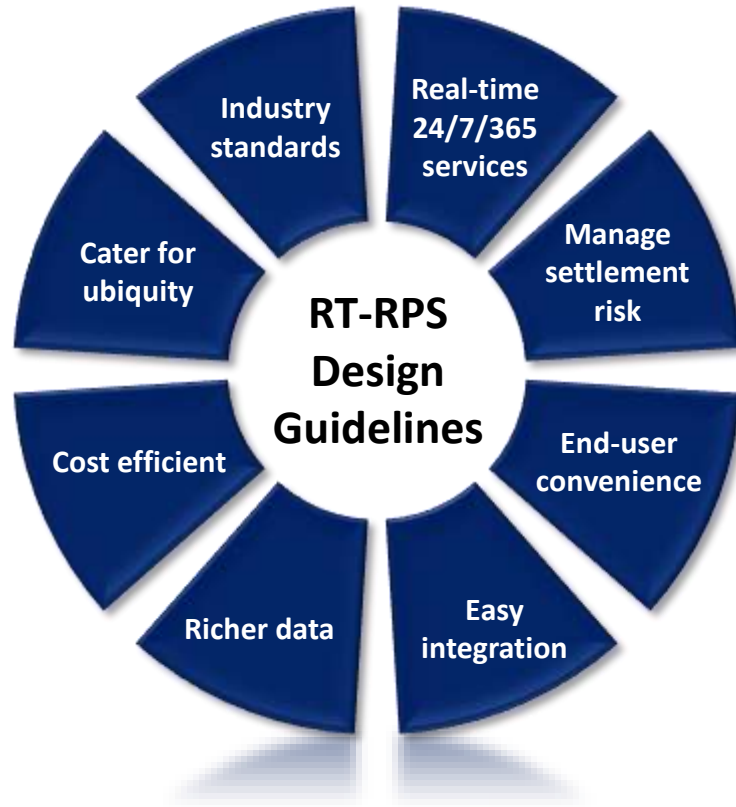 RT-RPS
Design
Guidelines
Real-time
24/7/365
services
Manage
settlement
risk
End-user
convenience
Easy
integration
Richer data
Cost efficient
Cater for
ubiquity
Industry
standards